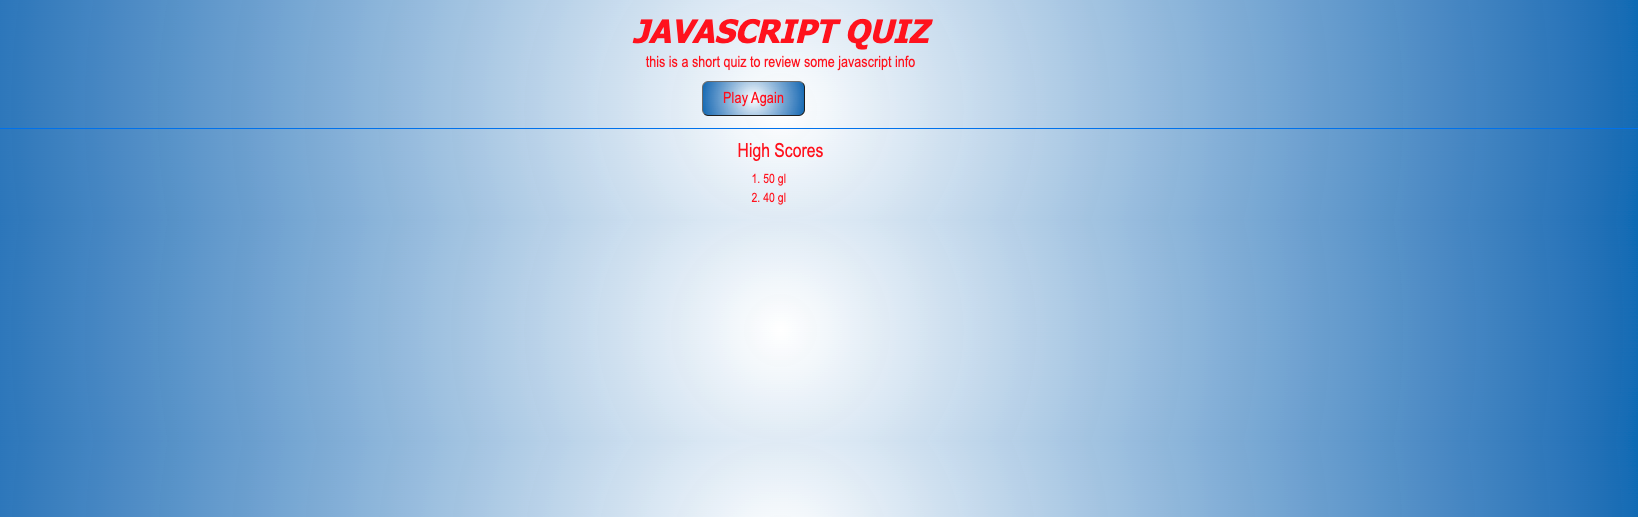 JAVASCRIPT QUIZ
this is a short quiz to review some javascript info
Play Again
High Scores
1. 50 gl
2. 40 gl